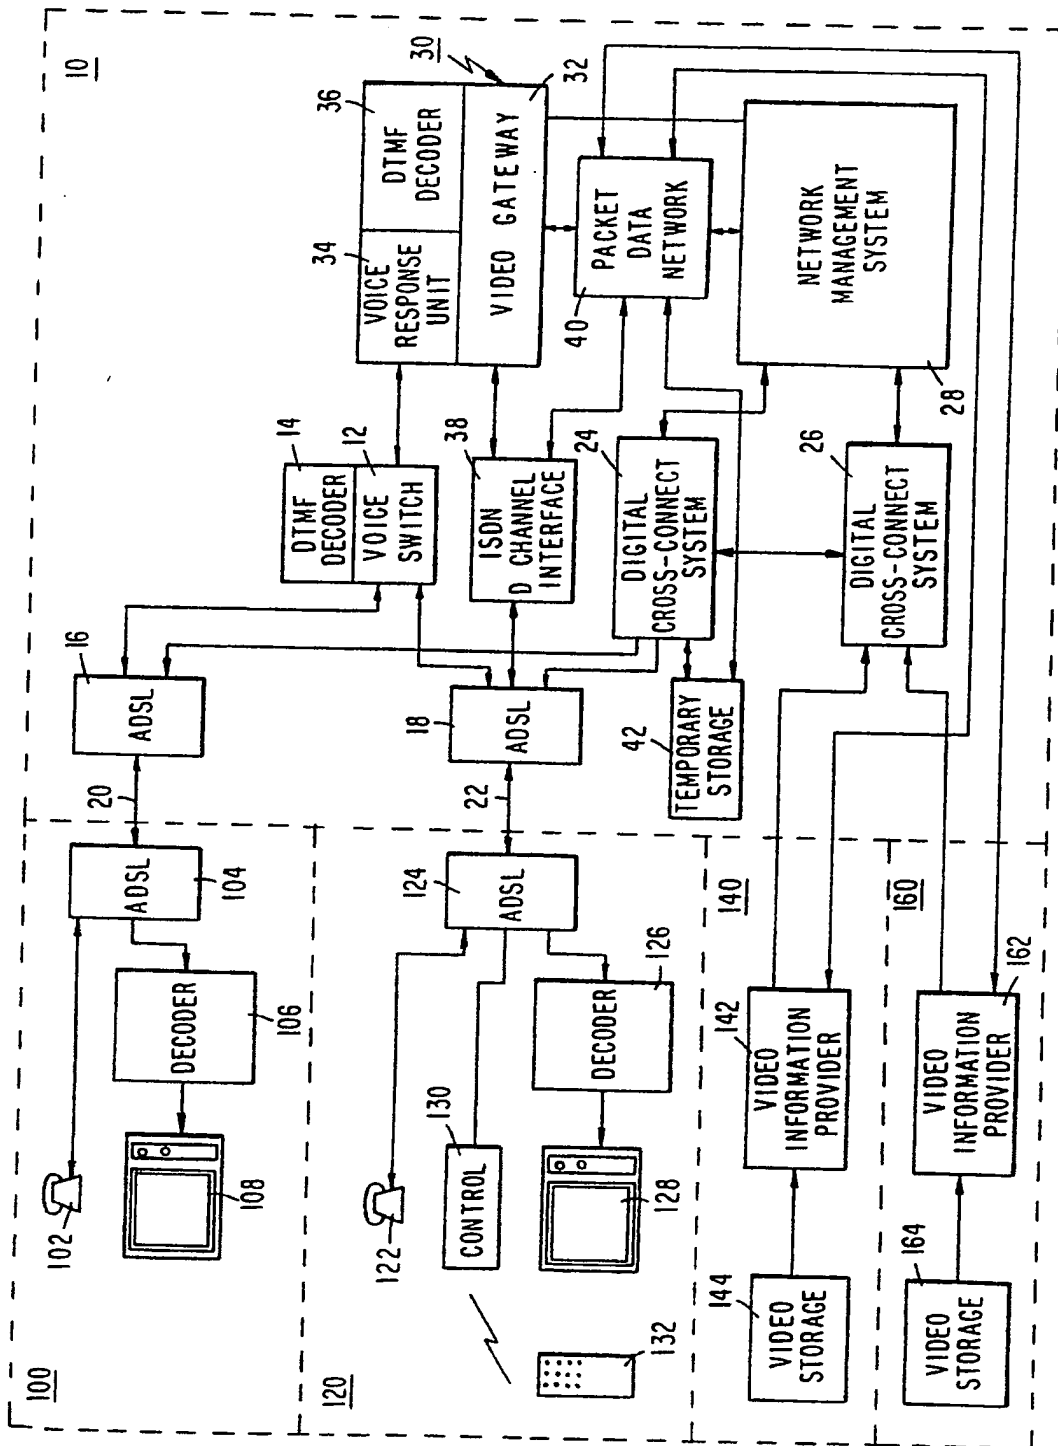 10
30
36
DTMF
DECODER
34
VOICE
RESPONSE
UNIT
32
VIDEO GATEWAY
PACKET
DATA
NETWORK
40
NETWORK
MANAGEMENT
SYSTEM
28
14
DTMF
DECODER
12
VOICE
SWITCH
38
ISDN
D CHANNEL
INTERFACE
24
DIGITAL
CROSS-CONNECT
SYSTEM
26
DIGITAL
CROSS-CONNECT
SYSTEM
16
ADSL
18
ADSL
42
TEMPORARY
STORAGE
20
22
ADSL
104
DECODER
106
102
108
100
124
ADSL
126
DECODER
122
130
CONTROL
128
132
120
140
142
VIDEO
INFORMATION
PROVIDER
144
VIDEO
STORAGE
160
162
VIDEO
INFORMATION
PROVIDER
164
VIDEO
STORAGE